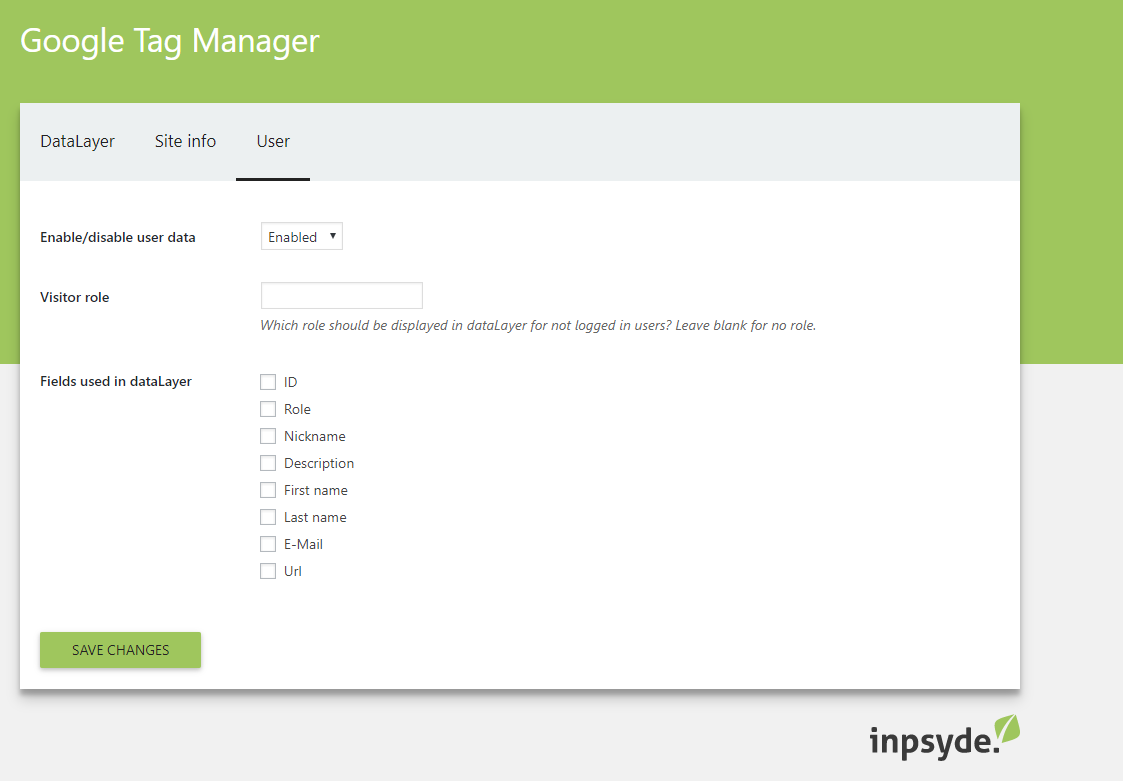 Google Tag Manager
DataLayer Site info User
Enable/disable user data Enabled
Visitor role
Which role should be displayed in dataLayer for not logged in users? Leave blank for no role.
Fields used in dataLayer ID
Role
Nickname
Description
First name
Last name
E-Mail
Url
SAVE CHANGES
inpsyde.